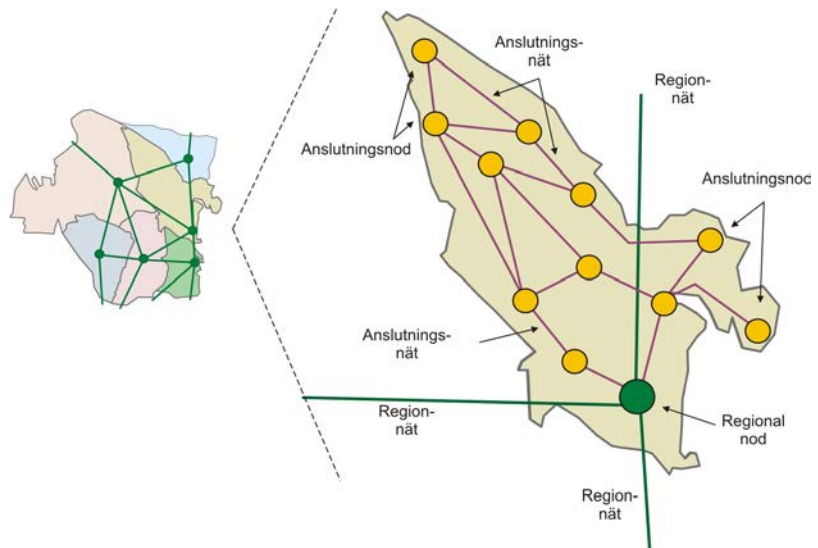 Anslutnings-
nät
Region-
nät
Anslutningsnod
Anslutningsnod
Anslutnings-
nät
Region-
nät
Regional
nod
Region-
nät